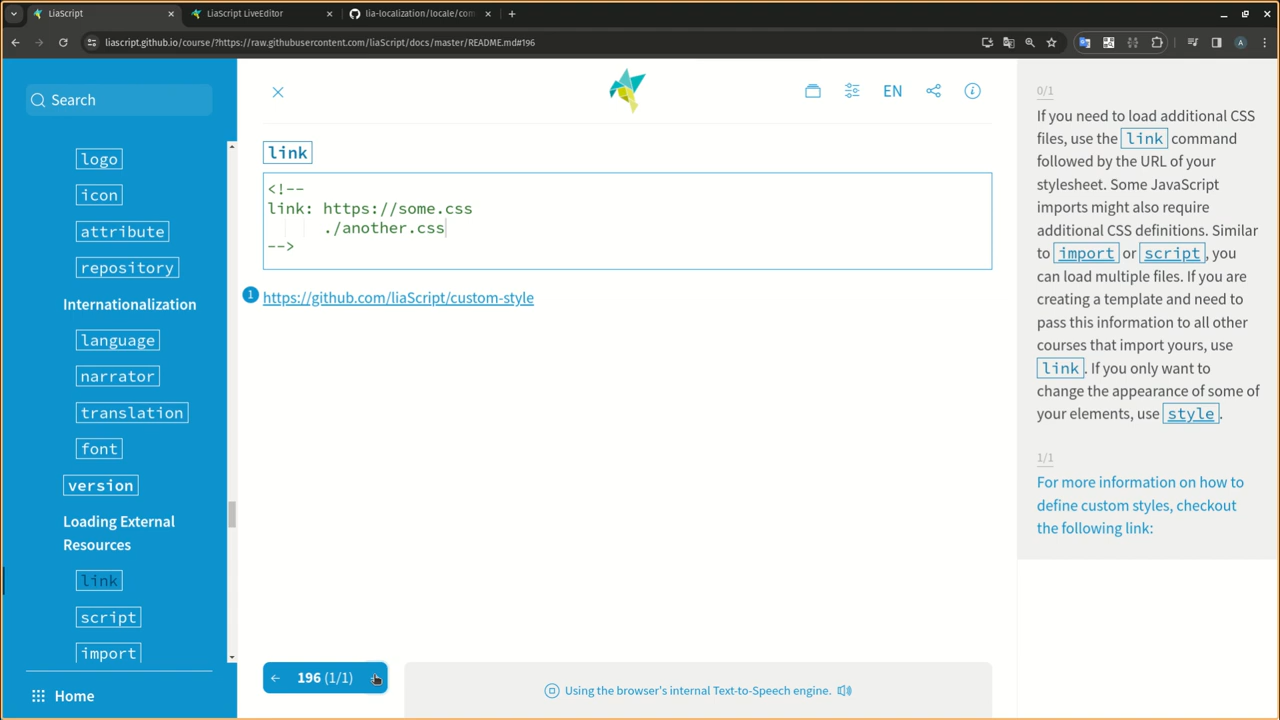 LiaScript
LiaScript LiveEditor
lia-localization/locale/com
liascript.github.io/course/?https://raw.githubusercontent.com/liaScript/docs/master/README.md#196
A
Search
logo
icon
attribute
repository
Internationalization
language
narrator
translation
font
version
Loading External
Resources
link
script
import
Home
EN
link
<!--
link: https://some.css
./another.css
-->
1 https://github.com/liaScript/custom-style
196 (1/1)
Using the browser's internal Text-to-Speech engine.
0/1
If you need to load additional CSS
files, use the link command
followed by the URL of your
stylesheet. Some JavaScript
imports might also require
additional CSS definitions. Similar
to import or script, you
can load multiple files. If you are
creating a template and need to
pass this information to all other
courses that import yours, use
link. If you only want to
change the appearance of some of
your elements, use style.
1/1
For more information on how to
define custom styles, checkout
the following link: